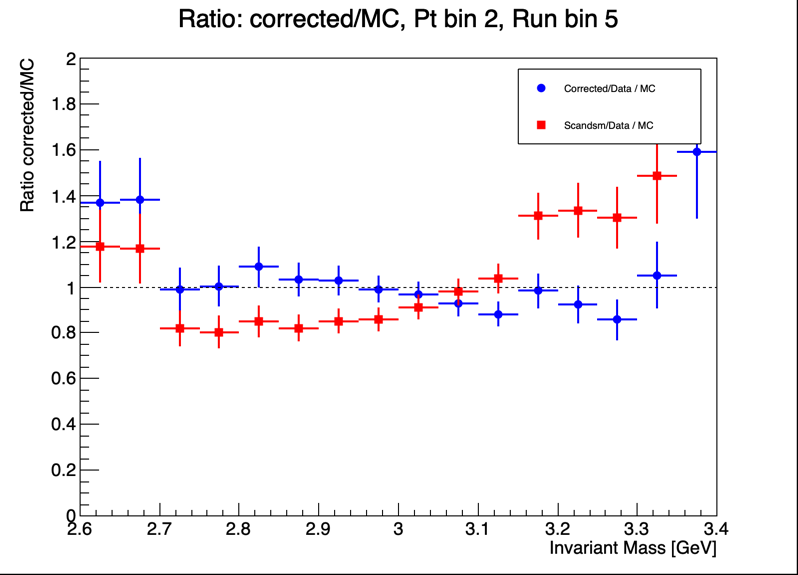 Ratio: corrected/MC, Pt bin 2, Run bin 5
Ratio corrected/MC
2
1.8
1.6
1.4
1.2
1
0.8
0.6
0.4
0.2
0
Corrected/Data / MC
Scandsm/Data / MC
2.6 2.7 2.8 2.9 3 3.1 3.2 3.3 3.4
Invariant Mass [GeV]